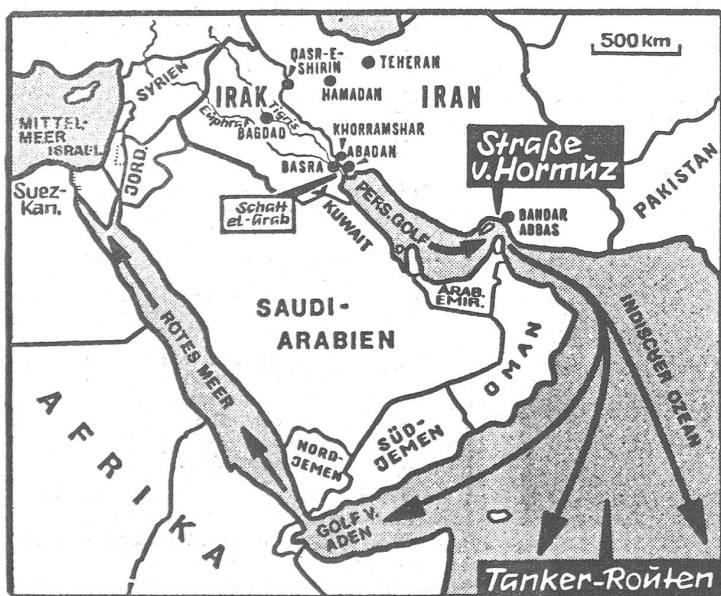 500 km
QASR-E-
SHIRIN
TEHERAN
HAMADAN
SYRIEN
IRAK
IRAN
MITTEL-
MEER
ISRAEL
Euphrat
Tigris
BAGDAD
KHORRAMSHAR
ABADAN
BASRA
JORD.
Suez-
Kan.
Schatt
el-Arab
KUWAIT
PERS. GOLF
Straße
v. Hormuz
BANDAR
ABBAS
PAKISTAN
ARAB.
EMIR.
SAUDI-
ARABIEN
OMAN
INDISCHER OZEAN
ROTES MEER
AFRIKA
NORD-
JEMEN
SÜD-
JEMEN
GOLF V.
ADEN
Tanker-Routen